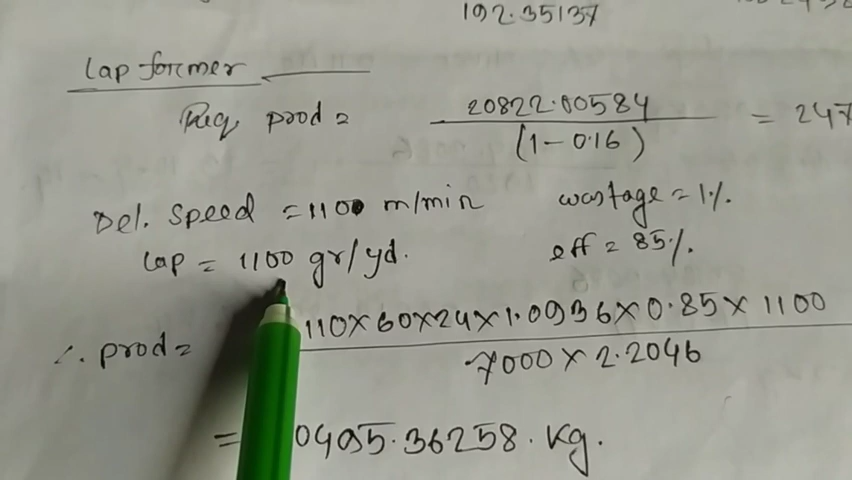 192.35137
Lap former
Req prod = 20822.00584 / (1-0.16) = 247
Del. speed = 1100 m/min wastage = 1%.
Lap = 1100 gr/yd. eff = 85%.
∴ prod = 110×60×24×1.0936×0.85×1100 / 7000×2.2046
= 0495.36258 . kg.